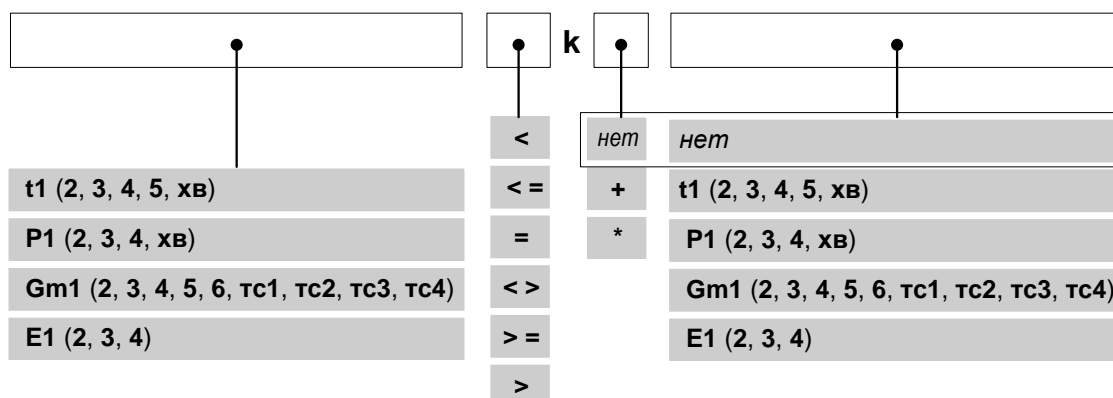 k
< нет нет
t1 (2, 3, 4, 5, хв) < = + t1 (2, 3, 4, 5, хв)
P1 (2, 3, 4, хв) = * P1 (2, 3, 4, хв)
Gm1 (2, 3, 4, 5, 6, тс1, тс2, тс3, тс4) < > Gm1 (2, 3, 4, 5, 6, тс1, тс2, тс3, тс4)
E1 (2, 3, 4) > = E1 (2, 3, 4)
>